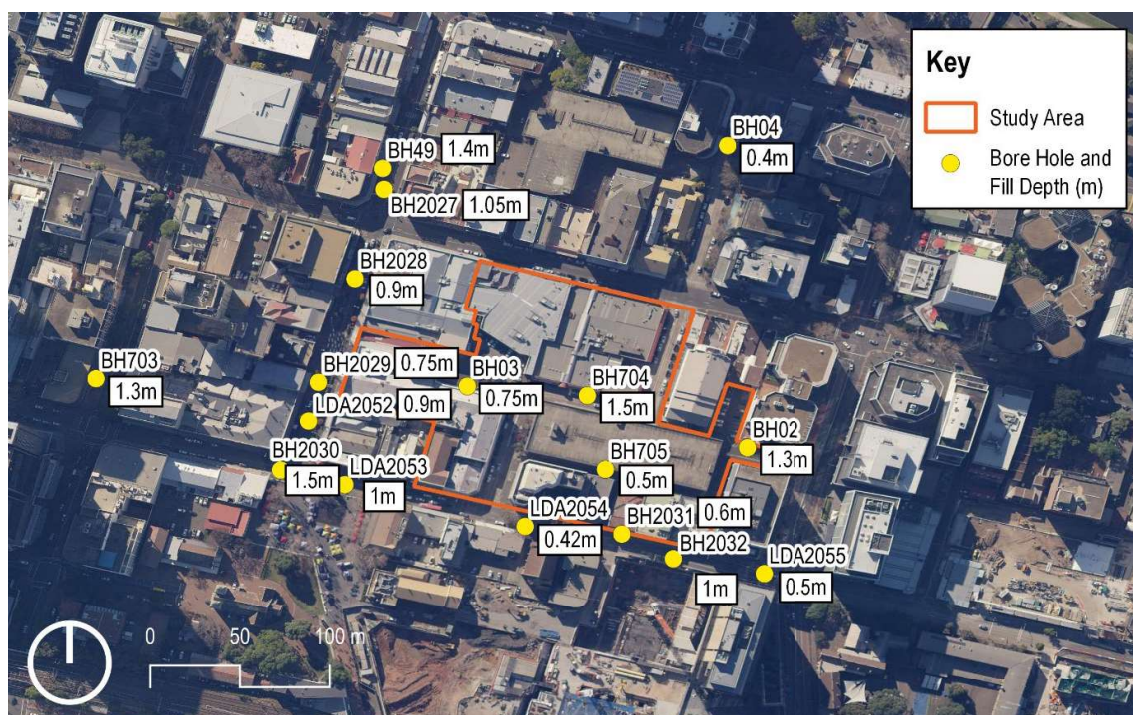 Key
Study Area
Bore Hole and
Fill Depth (m)
BH04
0.4m
BH49 1.4m
BH2027 1.05m
BH2028
0.9m
BH703
1.3m
BH2029 0.75m
LDA2052 0.9m
BH03
0.75m
BH704
1.5m
BH02
1.3m
BH2030
1.5m
LDA2053
1m
BH705
0.5m
LDA2054
0.42m
BH2031
0.6m
BH2032
1m
LDA2055
0.5m
0 50 100 m